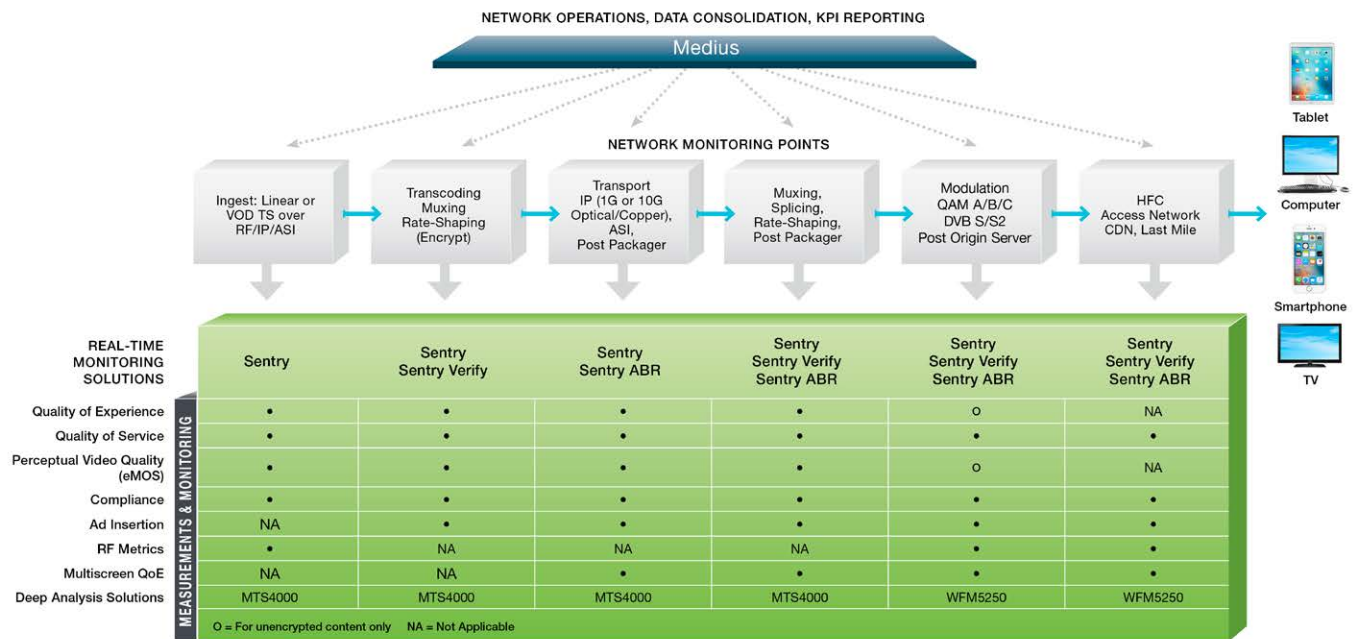 NETWORK OPERATIONS, DATA CONSOLIDATION, KPI REPORTING
Medius
NETWORK MONITORING POINTS
Ingest: Linear or
VOD TS over
RF/IP/ASI
Transcoding
Muxing
Rate-Shaping
(Encrypt)
Transport
IP (1G or 10G
Optical/Copper),
ASI,
Post Packager
Muxing,
Splicing,
Rate-Shaping,
Post Packager
Modulation
QAM A/B/C
DVB S/S2
Post Origin Server
HFC
Access Network
CDN, Last Mile
Tablet
Computer
Smartphone
TV
REAL-TIME
MONITORING
SOLUTIONS
Sentry
Sentry
Sentry Verify
Sentry
Sentry ABR
Sentry
Sentry Verify
Sentry ABR
Sentry
Sentry Verify
Sentry ABR
Sentry
Sentry Verify
Sentry ABR
MEASUREMENTS & MONITORING
Quality of Experience • • • • O NA
Quality of Service • • • • • •
Perceptual Video Quality
(eMOS) • • • • O NA
Compliance • • • • • •
Ad Insertion NA • • • • •
RF Metrics • NA NA NA • •
Multiscreen QoE NA NA • • • •
Deep Analysis Solutions MTS4000 MTS4000 MTS4000 MTS4000 WFM5250 WFM5250
O = For unencrypted content only NA = Not Applicable